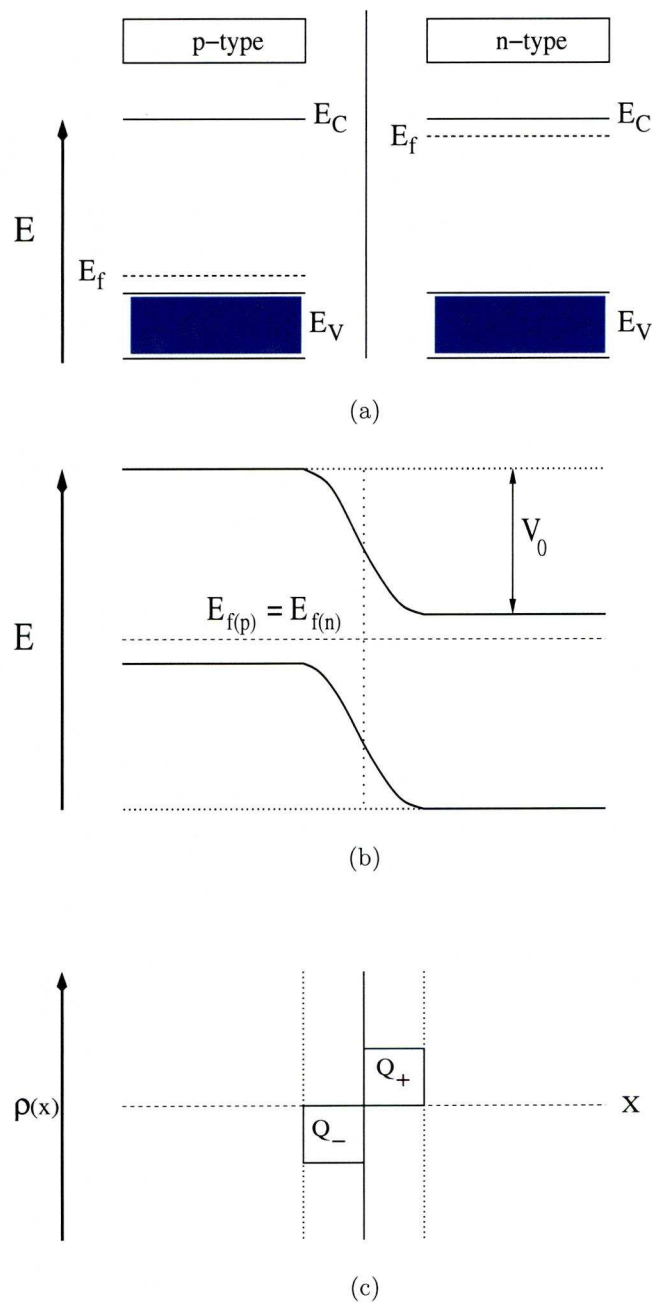 p-type
n-type
E_C
E_C
E_f
E
E_f
E_V
E_V
(a)
V_0
E_f(p) = E_f(n)
E
(b)
Q_+
ρ(x)
X
Q_−
(c)